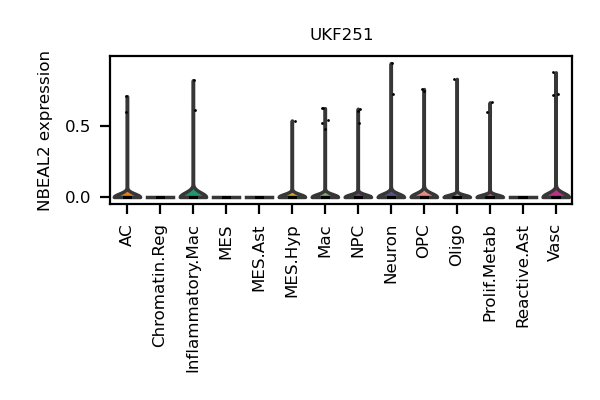 UKF251
NBEAL2 expression
0.5
0.0
AC
Chromatin.Reg
Inflammatory.Mac
MES
MES.Ast
MES.Hyp
Mac
NPC
Neuron
OPC
Oligo
Prolif.Metab
Reactive.Ast
Vasc